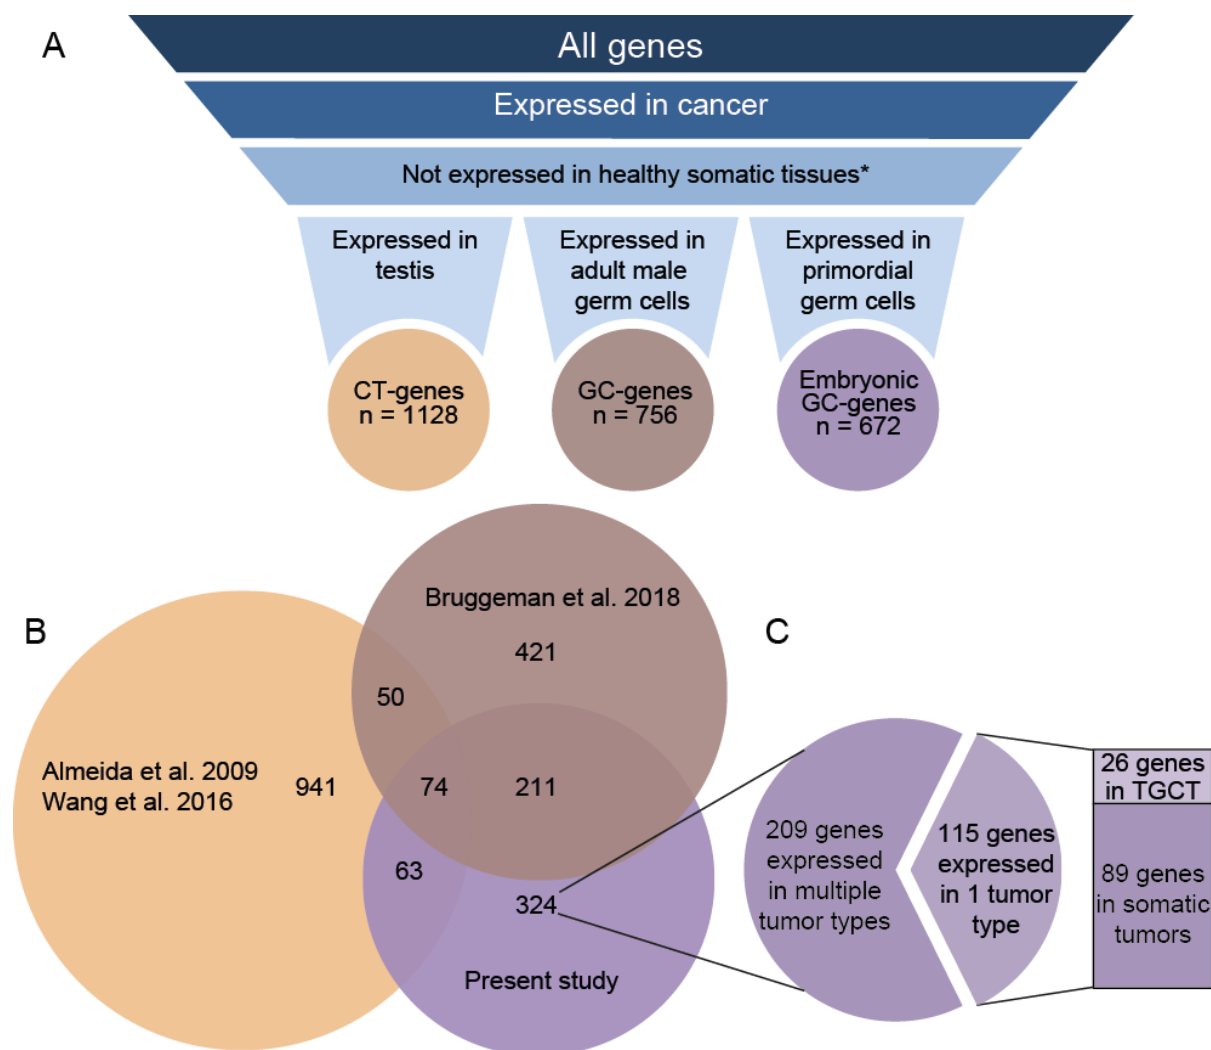 A
All genes
Expressed in cancer
Not expressed in healthy somatic tissues*
Expressed in
testis
Expressed in
adult male
germ cells
Expressed in
primordial
germ cells
CT-genes
n = 1128
GC-genes
n = 756
Embryonic
GC-genes
n = 672
B
Bruggeman et al. 2018
421
50
Almeida et al. 2009
Wang et al. 2016
941
74
211
63
324
Present study
C
209 genes
expressed
in multiple
tumor types
115 genes
expressed
in 1 tumor
type
26 genes
in TGCT
89 genes
in somatic
tumors